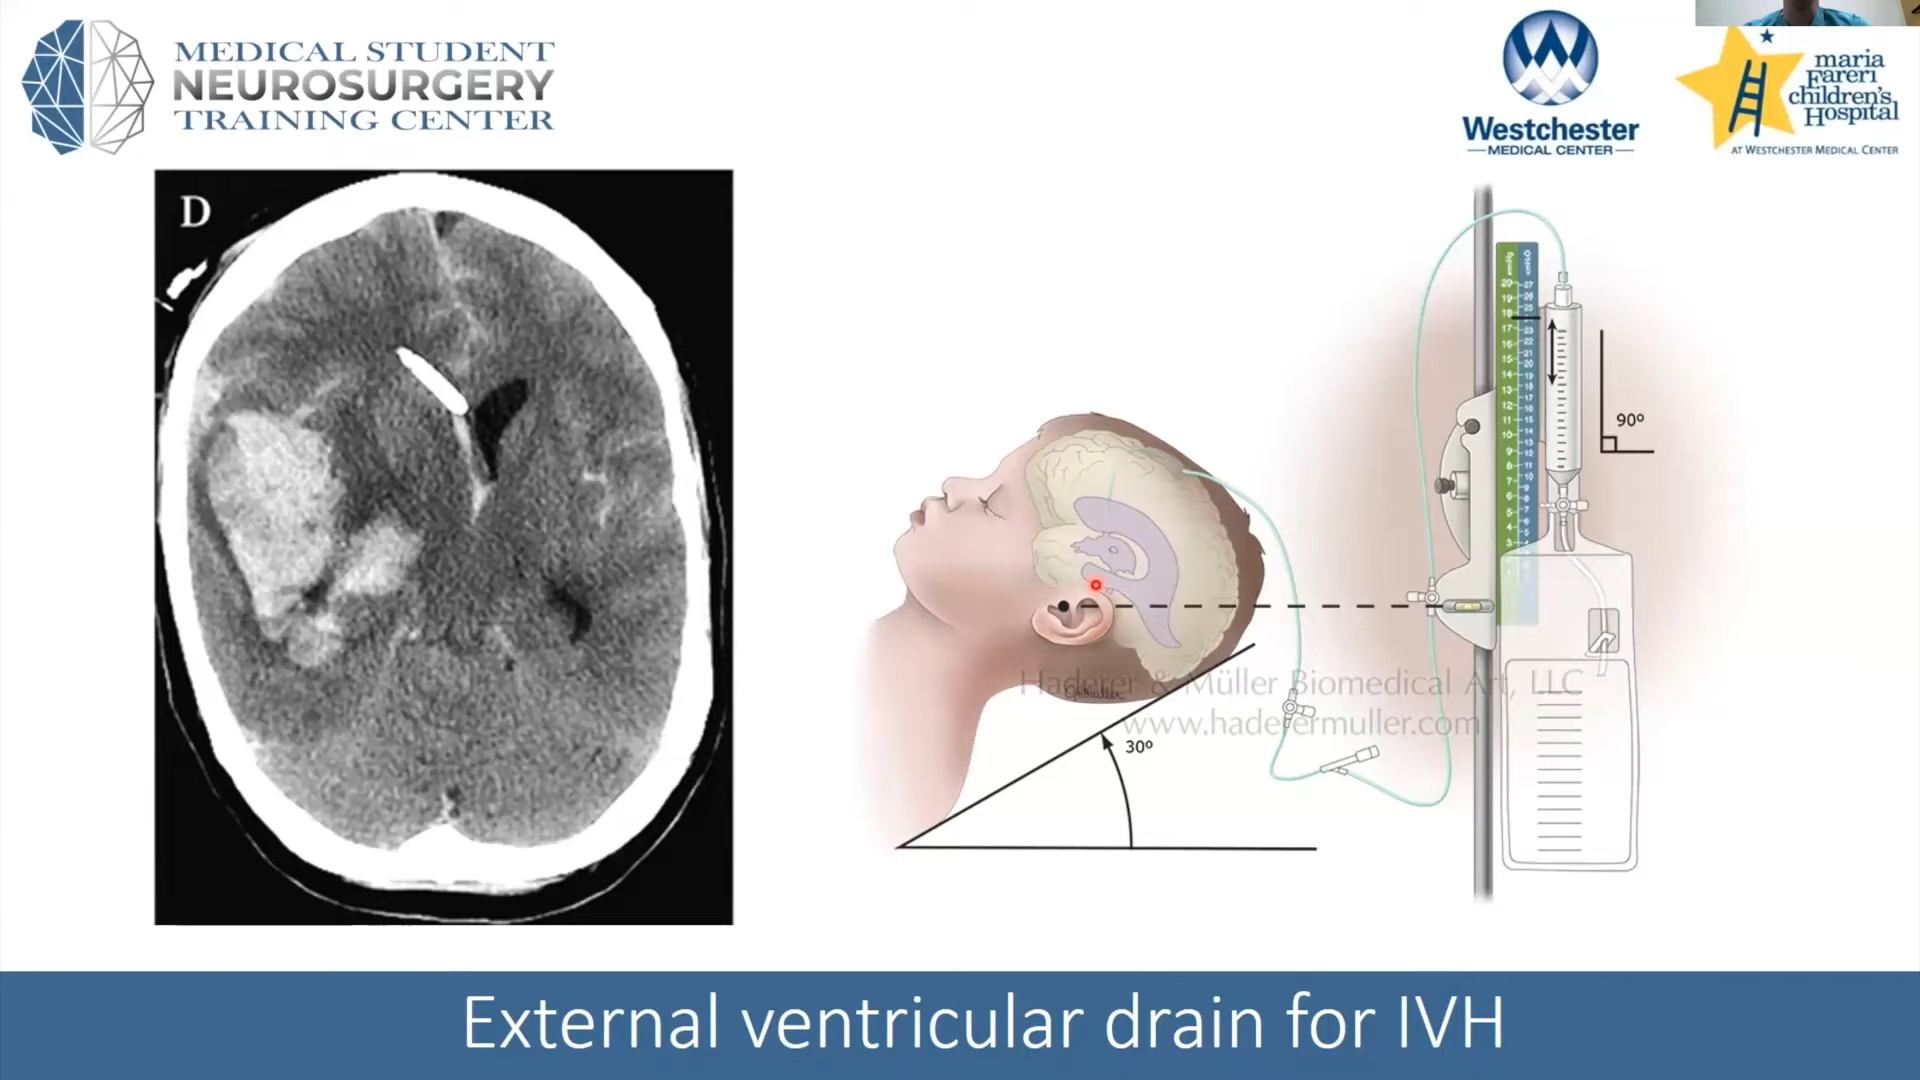 MEDICAL STUDENT
NEUROSURGERY
TRAINING CENTER
Westchester
MEDICAL CENTER
maria
Fareri
children's
Hospital
AT WESTCHESTER MEDICAL CENTER
D
90º
Haderer & Müller Biomedical Art, LLC
www.haderermuller.com
30º
External ventricular drain for IVH